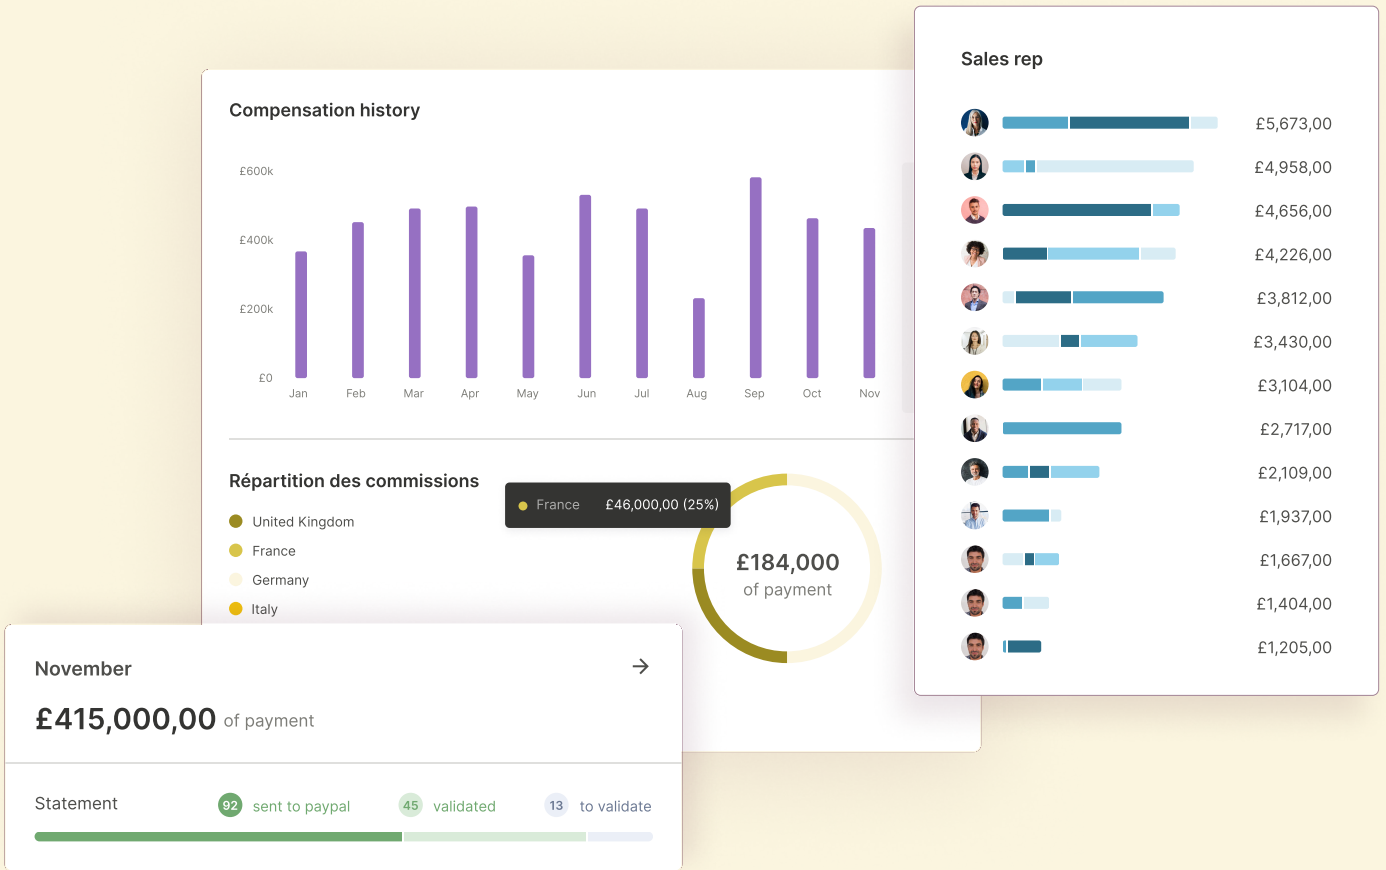 Compensation history
£600k
£400k
£200k
£0
Jan Feb Mar Apr May Jun Jul Aug Sep Oct Nov
Répartition des commissions
United Kingdom
France
Germany
Italy
France £46,000,00 (25%)
£184,000
of payment
November
£415,000,00 of payment
Statement 92 sent to paypal 45 validated 13 to validate
Sales rep
£5,673,00
£4,958,00
£4,656,00
£4,226,00
£3,812,00
£3,430,00
£3,104,00
£2,717,00
£2,109,00
£1,937,00
£1,667,00
£1,404,00
£1,205,00